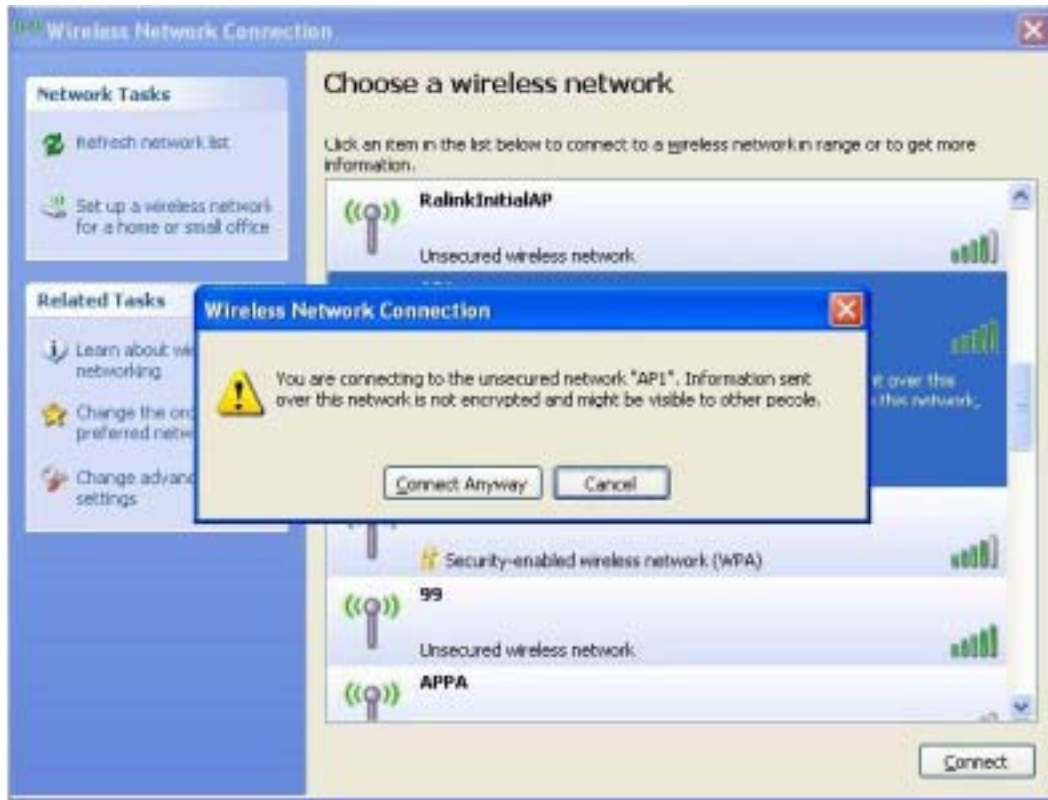 Wireless Network Connection
Network Tasks
Refresh network list
Set up a wireless network
for a home or small office
Related Tasks
Learn about
networking
Change the
preferred
Change
settings
Choose a wireless network
Click an item in the list below to connect to a wireless network in range or to get more
information.
RalinkInitialAP
Unsecured wireless network
Wireless Network Connection
You are connecting to the unsecured network "AP1". Information sent
over this network is not encrypted and might be visible to other people.
Connect Anyway
Cancel
over this
this network,
Security-enabled wireless network (WPA)
99
Unsecured wireless network
APPA
Connect